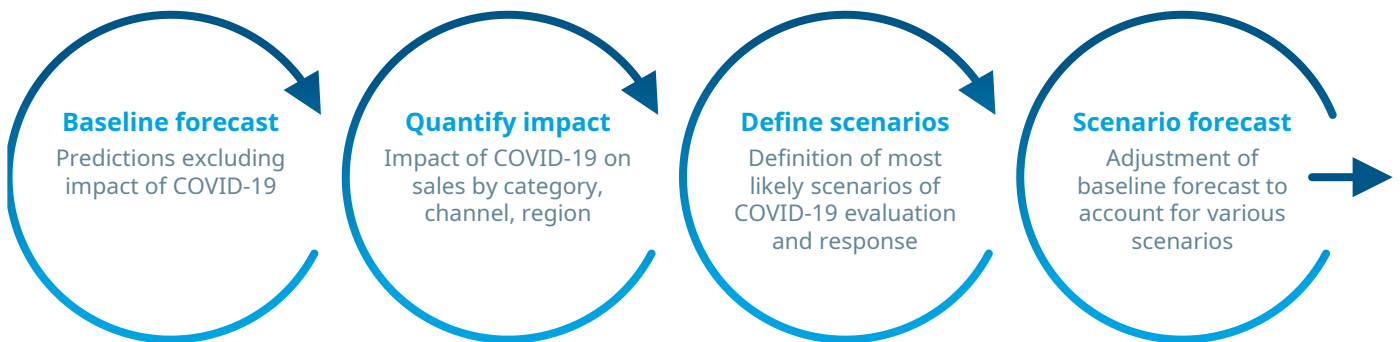 Baseline forecast
Predictions excluding
impact of COVID-19
Quantify impact
Impact of COVID-19 on
sales by category,
channel, region
Define scenarios
Definition of most
likely scenarios of
COVID-19 evaluation
and response
Scenario forecast
Adjustment of
baseline forecast to
account for various
scenarios